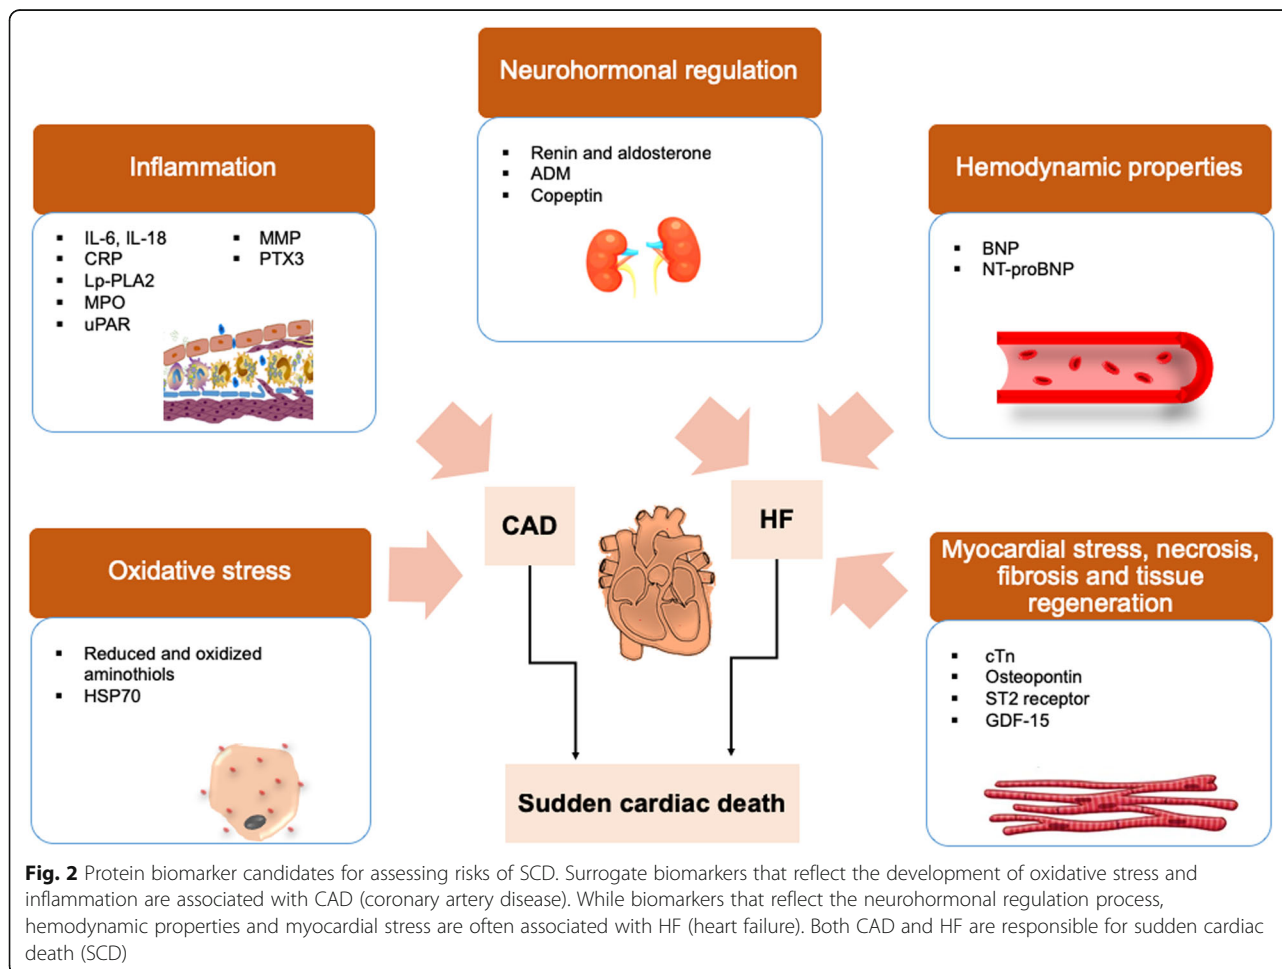 Neurohormonal regulation
▪ Renin and aldosterone
▪ ADM
▪ Copeptin
Inflammation
▪ IL-6, IL-18
▪ CRP
▪ Lp-PLA2
▪ MPO
▪ uPAR
▪ MMP
▪ PTX3
Hemodynamic properties
▪ BNP
▪ NT-proBNP
CAD
HF
Oxidative stress
▪ Reduced and oxidized
aminothiols
▪ HSP70
Myocardial stress, necrosis,
fibrosis and tissue
regeneration
▪ cTn
▪ Osteopontin
▪ ST2 receptor
▪ GDF-15
Sudden cardiac death
Fig. 2 Protein biomarker candidates for assessing risks of SCD. Surrogate biomarkers that reflect the development of oxidative stress and
inflammation are associated with CAD (coronary artery disease). While biomarkers that reflect the neurohormonal regulation process,
hemodynamic properties and myocardial stress are often associated with HF (heart failure). Both CAD and HF are responsible for sudden cardiac
death (SCD)